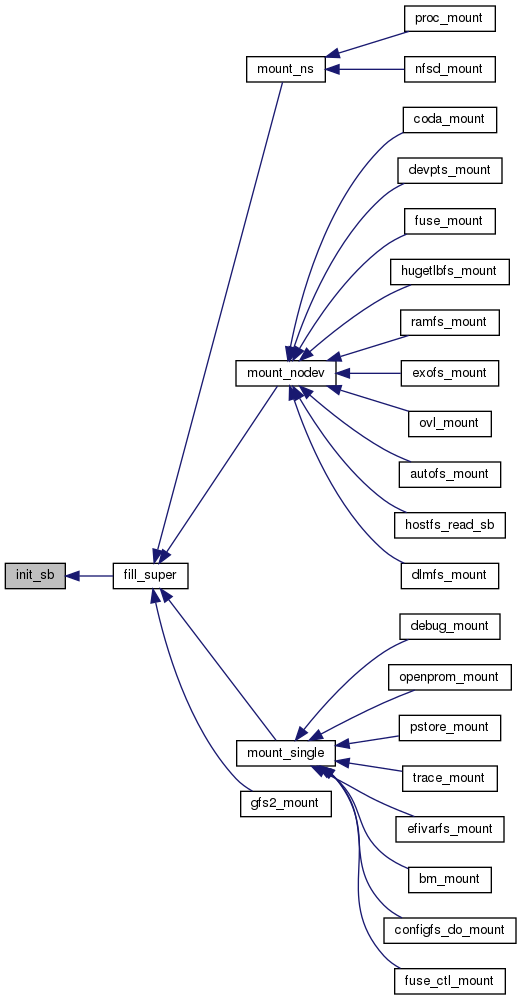 proc_mount
mount_ns
nfsd_mount
coda_mount
devpts_mount
fuse_mount
hugetlbfs_mount
ramfs_mount
mount_nodev
exofs_mount
ovl_mount
autofs_mount
hostfs_read_sb
init_sb
fill_super
dlmfs_mount
debug_mount
openprom_mount
pstore_mount
mount_single
trace_mount
gfs2_mount
efivarfs_mount
bm_mount
configfs_do_mount
fuse_ctl_mount